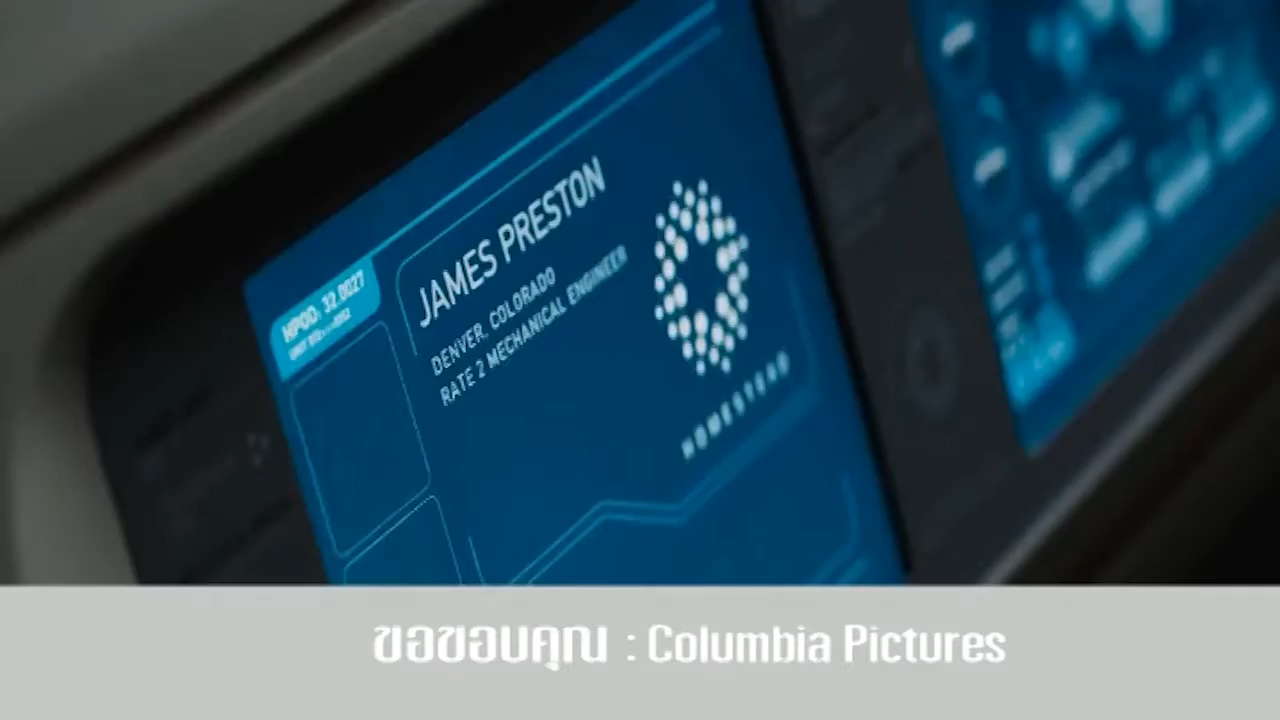 HPOD: 32.0027
JAMES PRESTON
DENVER, COLORADO
RATE 2 MECHANICAL ENGINEER
HOMESTEAD
ขอขอบคุณ : Columbia Pictures